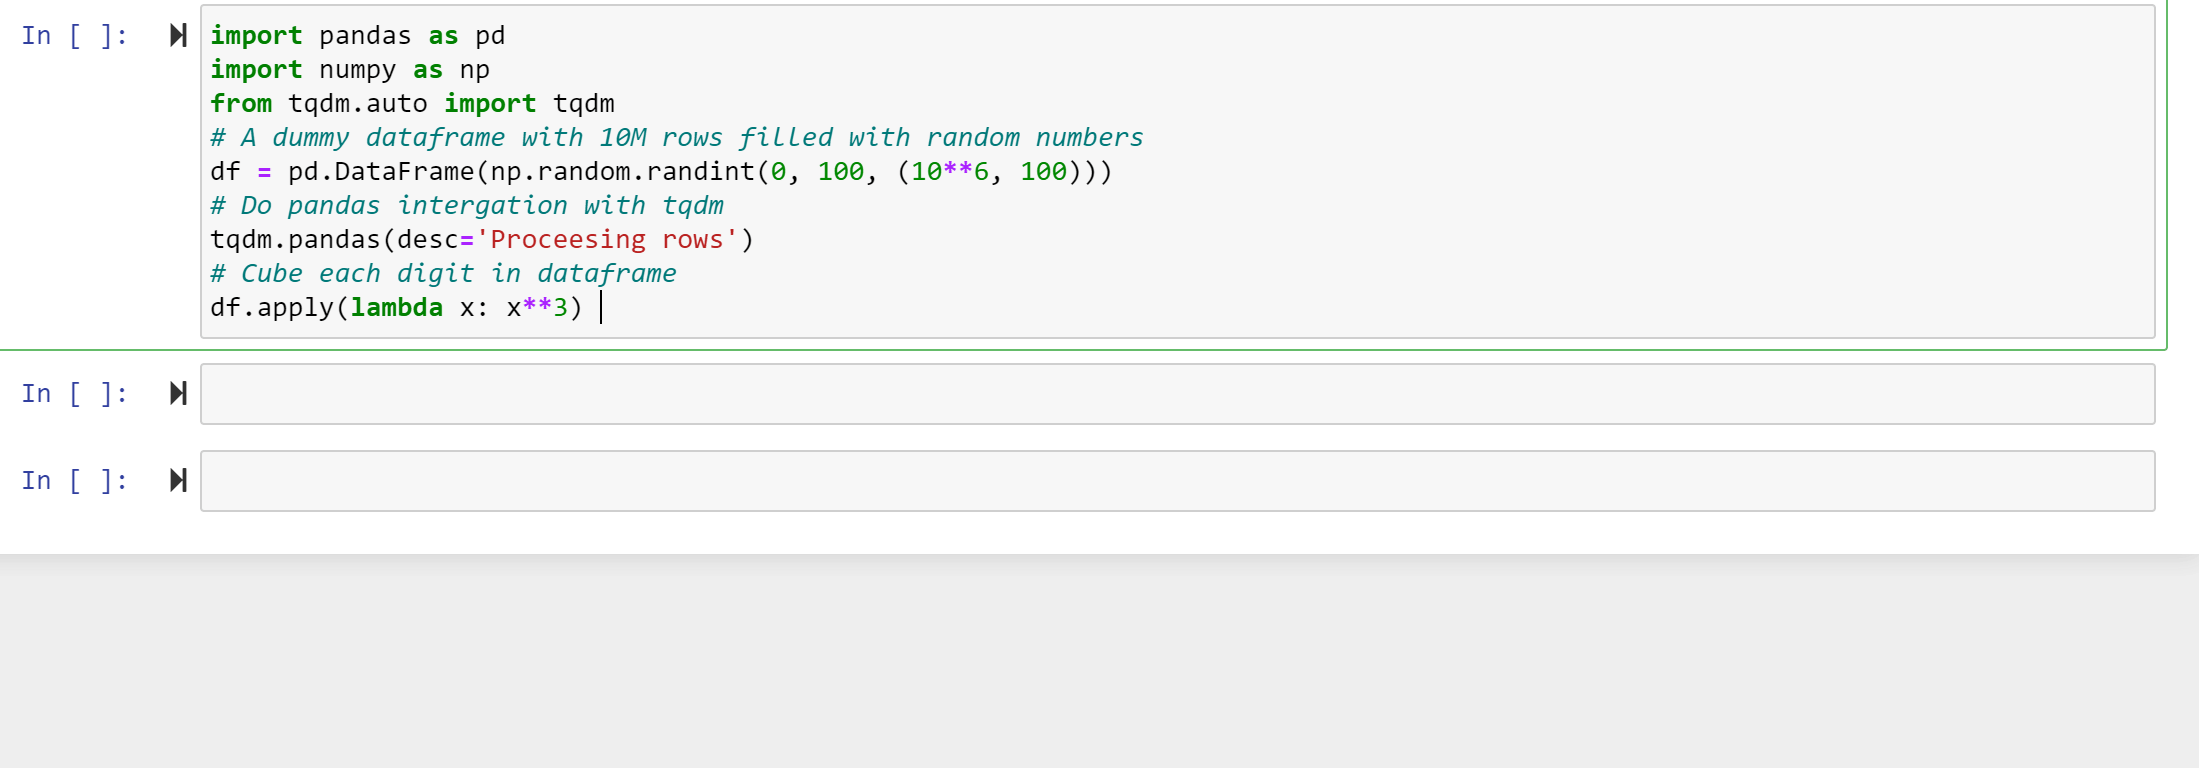 In [ ]:
import pandas as pd
import numpy as np
from tqdm.auto import tqdm
# A dummy dataframe with 10M rows filled with random numbers
df = pd.DataFrame(np.random.randint(0, 100, (10**6, 100)))
# Do pandas intergation with tqdm
tqdm.pandas(desc='Proceesing rows')
# Cube each digit in dataframe
df.apply(lambda x: x**3)
In [ ]:
In [ ]: